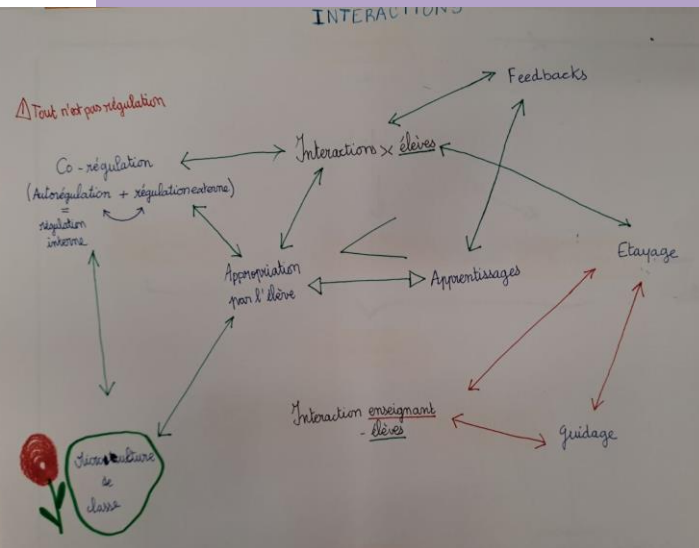 INTERACTIONS
Feedbacks
⚠ Tout n'est pas régulation
Interactions x élèves
Co-régulation
(Autorégulation + régulation externe)
=
régulation
interne
Etayage
Appropriation
par l'élève
Apprentissages
Interaction enseignant
- élèves
guidage
Microculture
de
classe